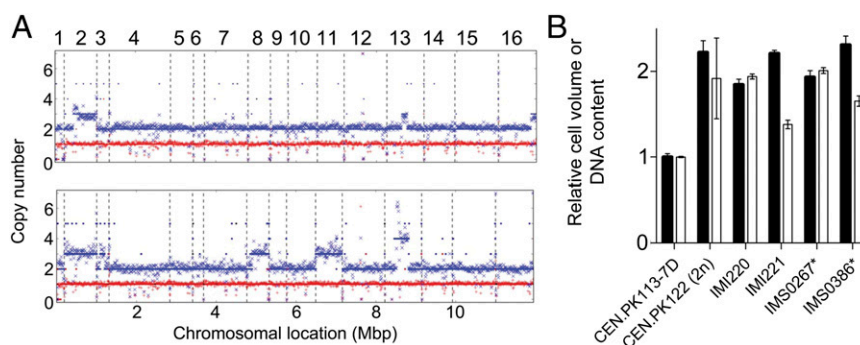 A
1 2 3 4 5 6 7 8 9 10 11 12 13 14 15 16
6
4
2
0
6
4
2
0
2 4 6 8 10
Copy number
Chromosomal location (Mbp)
B
Relative cell volume or
DNA content
2
1
0
CEN.PK113-7D
CEN.PK122 (2n)
IMI220
IMI221
IMS0267*
IMS0386*